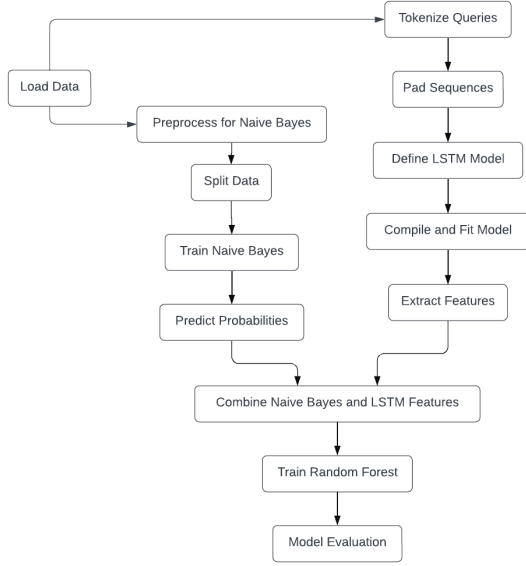 Tokenize Queries
Load Data
Pad Sequences
Preprocess for Naive Bayes
Define LSTM Model
Split Data
Compile and Fit Model
Train Naive Bayes
Extract Features
Predict Probabilities
Combine Naive Bayes and LSTM Features
Train Random Forest
Model Evaluation